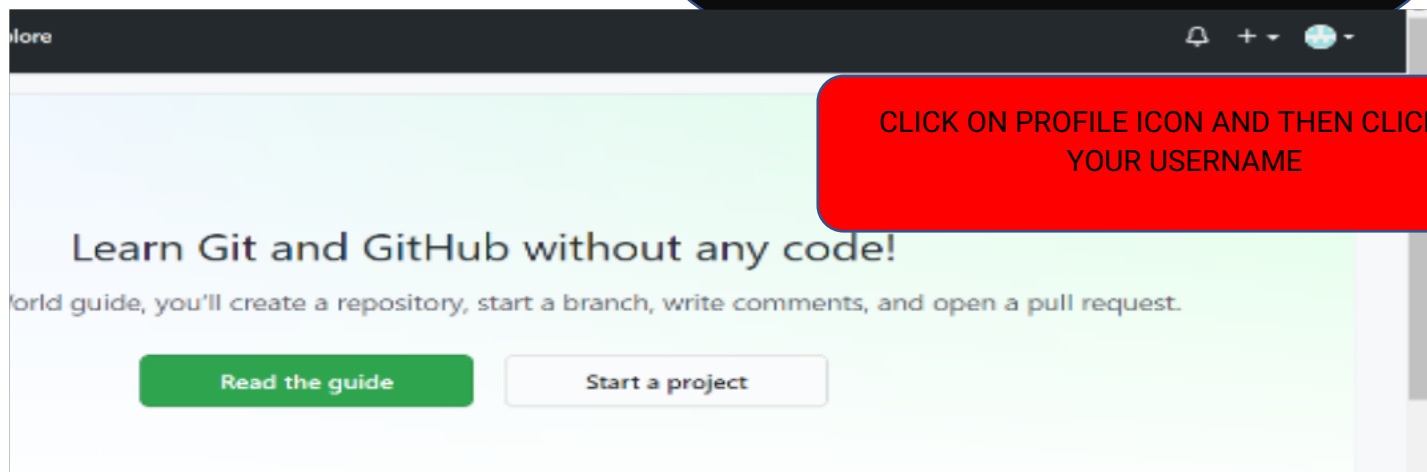 CLICK ON PROFILE ICON AND THEN
YOUR USERNAME
Learn Git and GitHub without any code!
guide, you'll create a repository, start a branch, write comments, and open a pull request.
Read the guide
Start a project